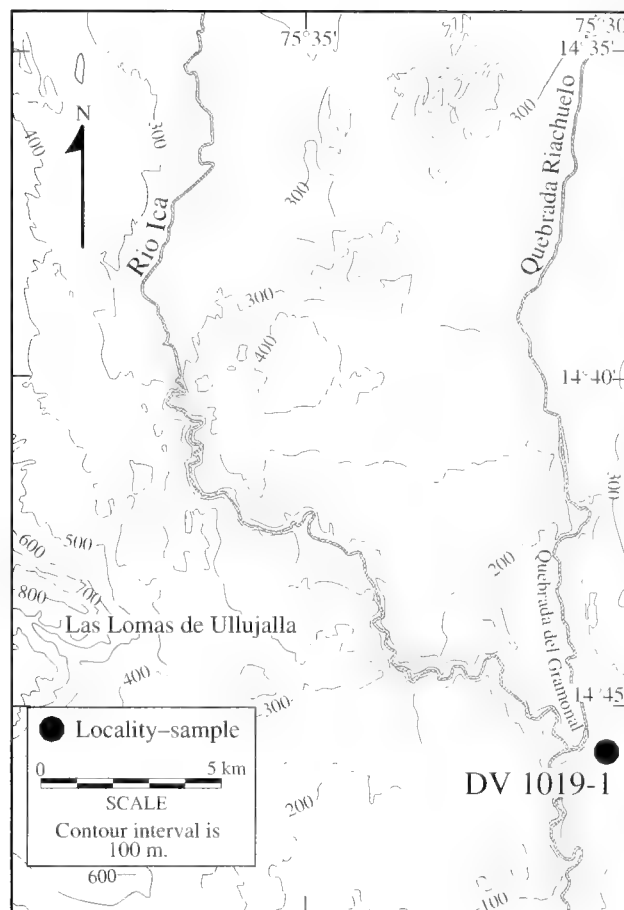 75°35'
75°30'
14°35'
300
400
N
300
300
Quebrada Riachuelo
Rio Ica
300
400
14°40'
300
500
600
700
800
200
Quebrada del Gramonal
Las Lomas de Ullujalla
400
300
14°45'
Locality–sample
0 5 km
SCALE
Contour interval is
100 m.
DV 1019-1
200
600
100